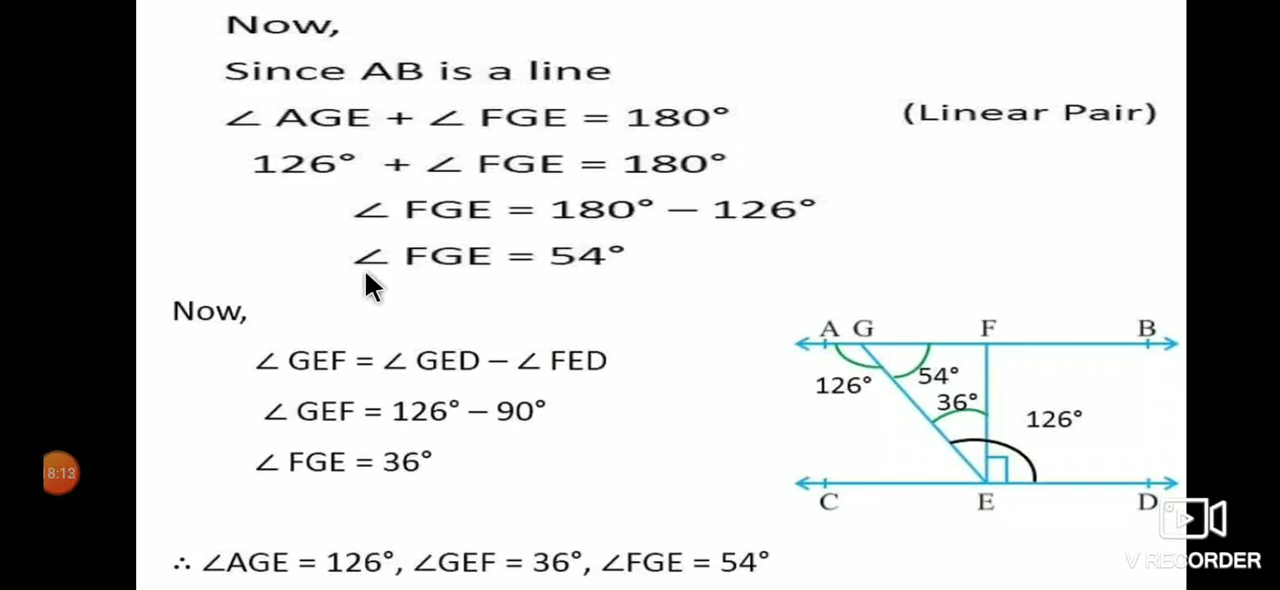 Now,
Since AB is a line
∠ AGE + ∠ FGE = 180° (Linear Pair)
126° + ∠ FGE = 180°
∠ FGE = 180° – 126°
∠ FGE = 54°
Now,
∠ GEF = ∠ GED – ∠ FED
∠ GEF = 126° – 90°
∠ FGE = 36°
A G F B
126° 54°
36° 126°
C E D
8:13
V RECORDER
∴ ∠AGE = 126°, ∠GEF = 36°, ∠FGE = 54°